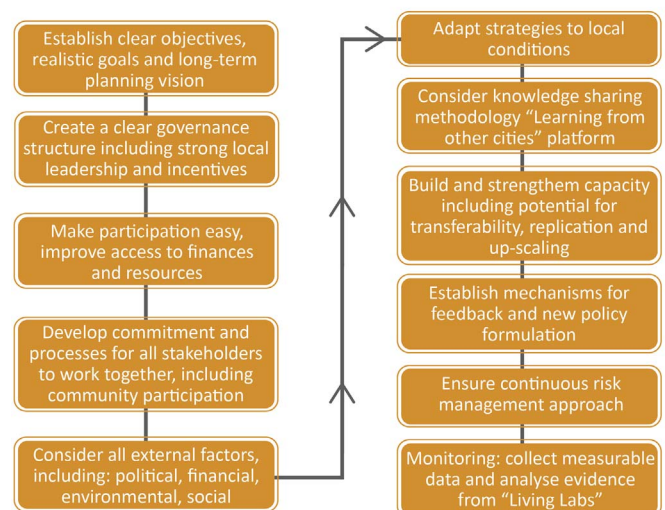 Establish clear objectives,
realistic goals and long-term
planning vision
Create a clear governance
structure including strong local
leadership and incentives
Make participation easy,
improve access to finances
and resources
Develop commitment and
processes for all stakeholders
to work together, including
community participation
Consider all external factors,
including: political, financial,
environmental, social
Adapt strategies to local
conditions
Consider knowledge sharing
methodology “Learning from
other cities” platform
Build and strengthem capacity
including potential for
transferability, replication and
up-scaling
Establish mechanisms for
feedback and new policy
formulation
Ensure continuous risk
management approach
Monitoring: collect measurable
data and analyse evidence
from “Living Labs”